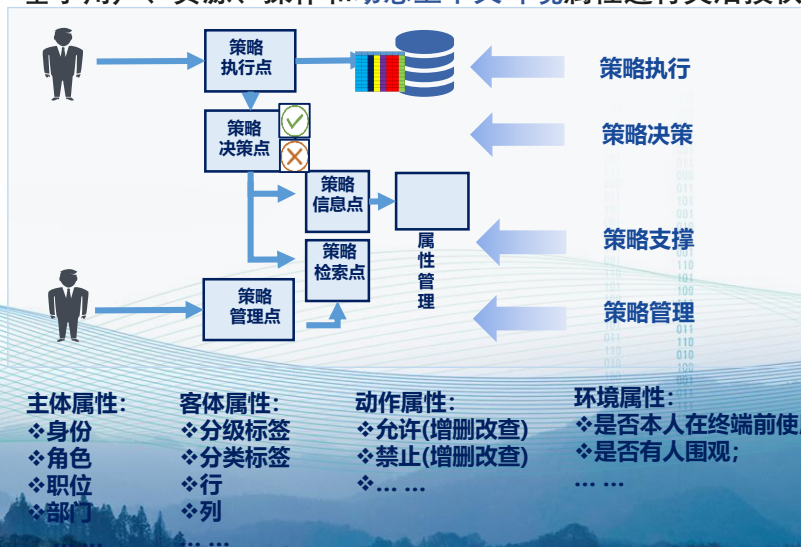 策略
执行点
策略执行
策略
决策点
策略决策
策略
信息点
属
性
管
理
策略支撑
策略
检索点
策略
管理点
策略管理
主体属性：
❖身份
❖角色
❖职位
❖部门
... ...
客体属性：
❖分级标签
❖分类标签
❖行
❖列
... ...
动作属性：
❖允许(增删改查)
❖禁止(增删改查)
❖... ...
环境属性：
❖是否本人在终端前使
❖是否有人围观；
... ...